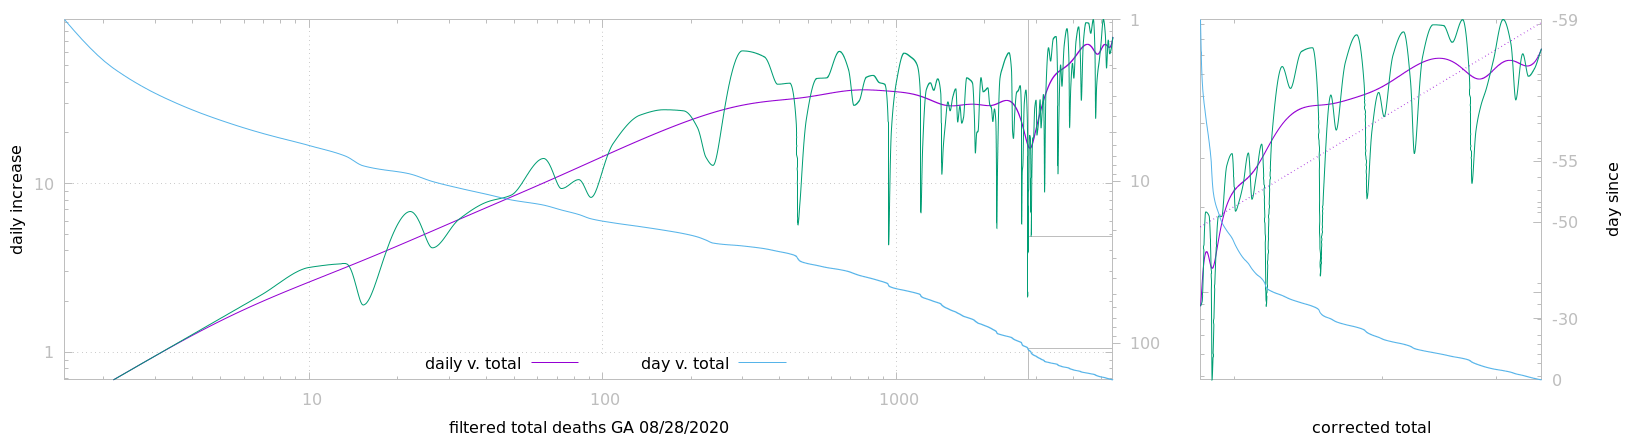 daily increase
10
1
daily v. total
day v. total
10
100
1000
filtered total deaths GA 08/28/2020
1
10
100
-59
-55
-50
-30
0
day since
corrected total